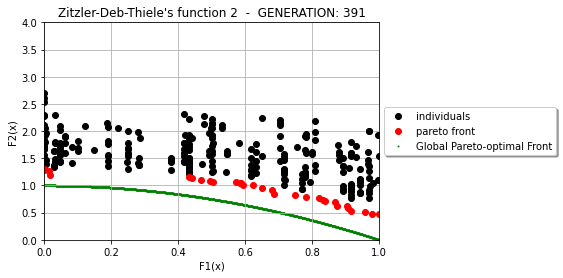 Zitzler-Deb-Thiele's function 2 - GENERATION: 391
4.0
3.5
3.0
2.5
2.0
1.5
1.0
0.5
0.0
F2(x)
0.0 0.2 0.4 0.6 0.8 1.0
F1(x)
individuals
pareto front
Global Pareto-optimal Front